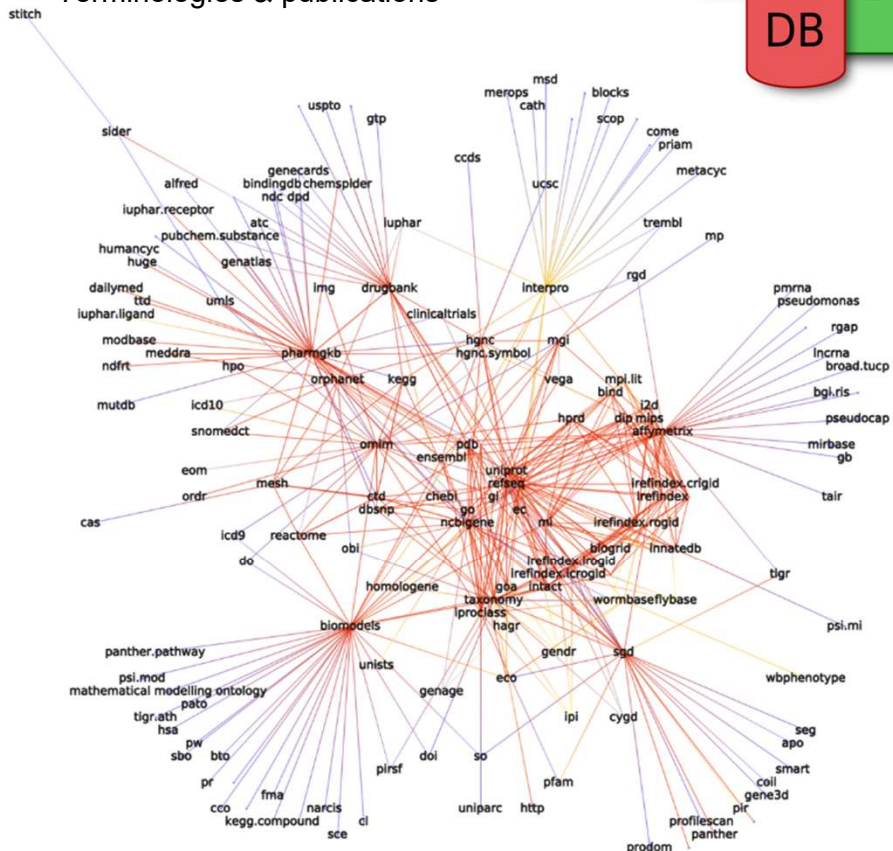 Terminologies & publications
DB
stitch
msd
merops
blocks
cath
uspto
gtp
scop
sider
come
priam
ccds
genecards
metacyc
alfred
bindingdb
chemspider
ucsc
ndc
dpd
iuphar.receptor
atc
iuphar
trembl
pubchem.substance
mp
humancyc
huge
genatlas
rgd
dailymed
img
drugbank
interpro
pmrna
ttd
umls
pseudomonas
iuphar.ligand
clinicaltrials
rgap
modbase
hgnc
mgi
meddra
pharmgkb
hgnc.symbol
lncrna
ndfrt
hpo
broad.tucp
orphanet
kegg
vega
mpi.lit
bind
bgi.ris
mutdb
icd10
i2d
hprd
dip
mips
pseudocap
snomedct
affymetrix
omim
pdb
mirbase
ensembl
gb
eom
uniprot
mesh
refseq
irefindex.crigid
ordr
ctd
chebi
gi
irefindex
tair
dbsnp
go
ec
cas
ncbigene
mi
irefindex.rogid
icd9
reactome
obi
biogrid
innatedb
do
irefindex.irogid
irefindex.icrogid
tigr
homologene
goa
intact
taxonomy
wormbase
flybase
iproclass
biomodels
hagr
psi.mi
panther.pathway
gendr
sgd
unists
psi.mod
eco
wbphenotype
mathematical modelling ontology
genage
pato
tigr.ath
ipi
cygd
hsa
seg
pw
apo
sbo
bto
doi
so
pirsf
smart
pr
pfam
coil
fma
gene3d
cco
narcis
uniparc
http
pir
kegg.compound
cl
profilescan
sce
panther
prodom